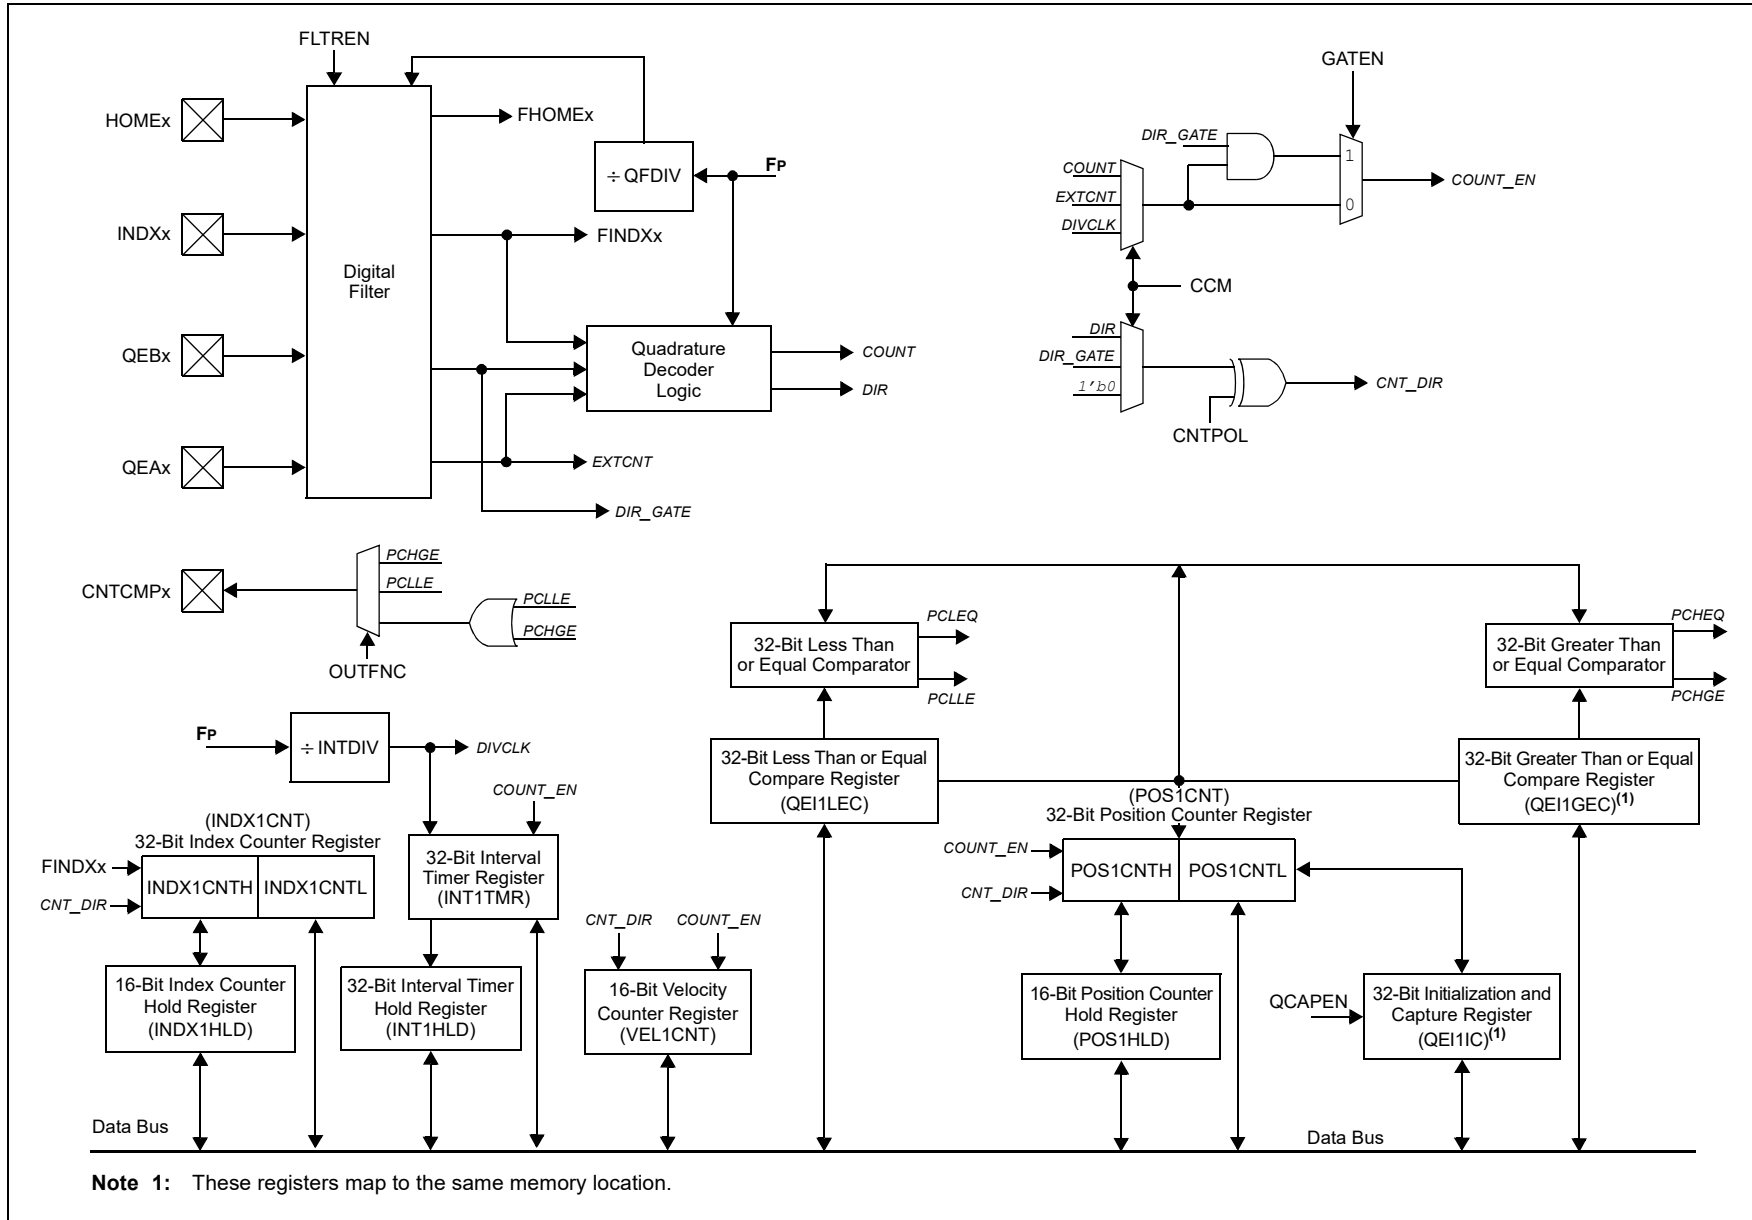 FLTREN
HOMEx
INDXx
QEBx
QEAx
Digital
Filter
FHOMEx
÷ QFDIV
FP
FINDXx
Quadrature
Decoder
Logic
COUNT
DIR
EXTCNT
DIR_GATE
GATEN
DIR_GATE
COUNT
EXTCNT
DIVCLK
1
0
COUNT_EN
CCM
DIR
DIR_GATE
1'b0
CNT_DIR
CNTPOL
CNTCMPx
PCHGE
PCLLE
PCLLE
PCHGE
OUTFNC
32-Bit Less Than
or Equal Comparator
PCLEQ
PCLLE
32-Bit Greater Than
or Equal Comparator
PCHEQ
PCHGE
FP
÷ INTDIV
DIVCLK
COUNT_EN
32-Bit Less Than or Equal
Compare Register
(QEI1LEC)
32-Bit Greater Than or Equal
Compare Register
(QEI1GEC)(1)
(INDX1CNT)
32-Bit Index Counter Register
FINDXx
CNT_DIR
INDX1CNTH
INDX1CNTL
32-Bit Interval
Timer Register
(INT1TMR)
(POS1CNT)
32-Bit Position Counter Register
COUNT_EN
CNT_DIR
POS1CNTH
POS1CNTL
CNT_DIR
COUNT_EN
16-Bit Index Counter
Hold Register
(INDX1HLD)
32-Bit Interval Timer
Hold Register
(INT1HLD)
16-Bit Velocity
Counter Register
(VEL1CNT)
16-Bit Position Counter
Hold Register
(POS1HLD)
QCAPEN
32-Bit Initialization and
Capture Register
(QEI1IC)(1)
Data Bus
Data Bus
Note 1: These registers map to the same memory location.